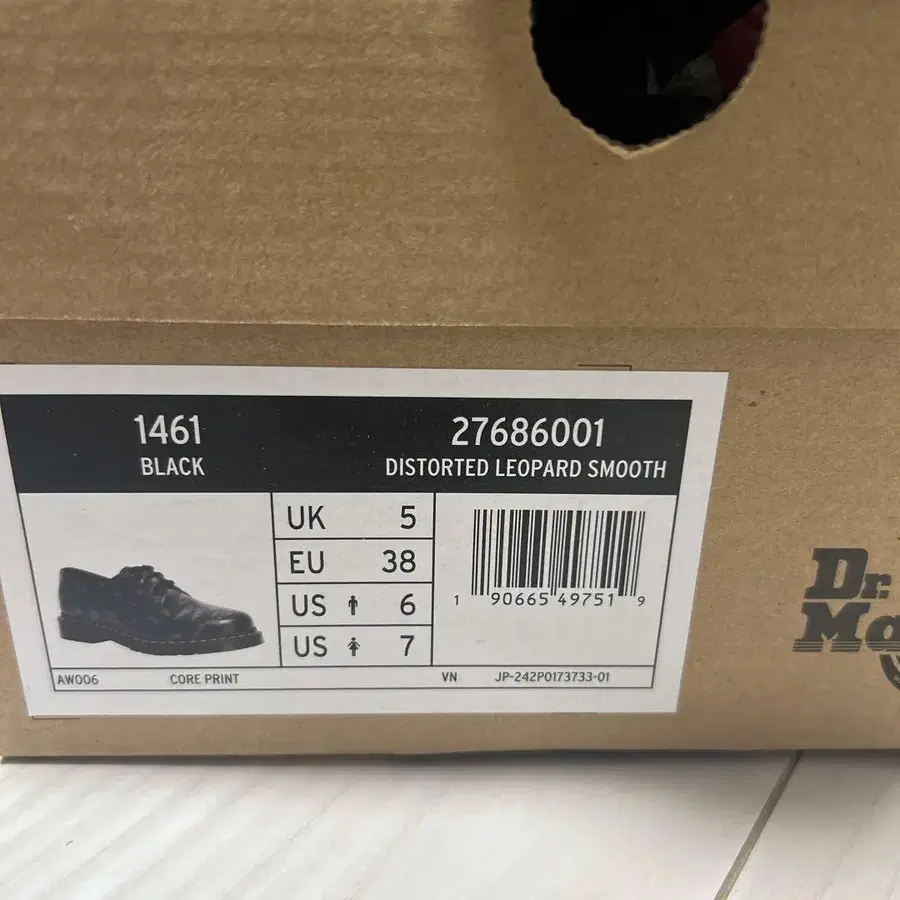 1461
BLACK
27686001
DISTORTED LEOPARD SMOOTH
UK 5
EU 38
US 6
US 7
1 90665 49751 9
AW006 CORE PRINT VN JP-242P0173733-01
Dr.
Ma